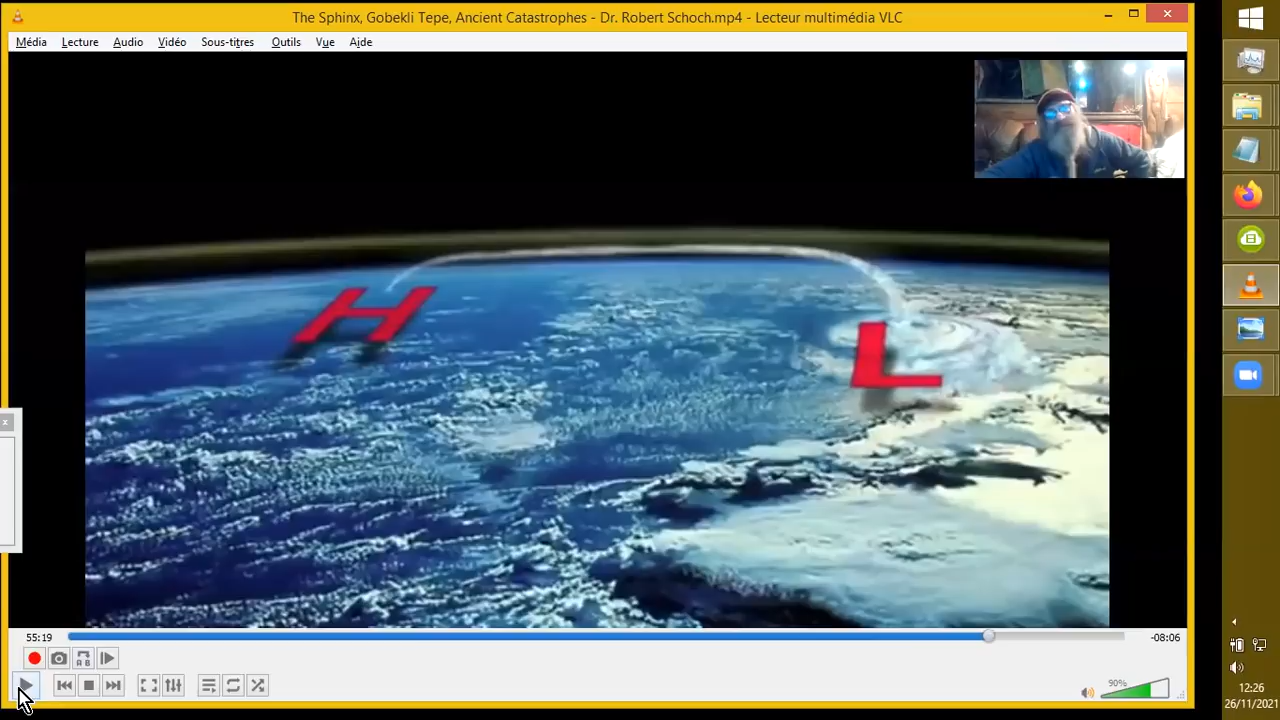 The Sphinx, Gobekli Tepe, Ancient Catastrophes - Dr. Robert Schoch.mp4 - Lecteur multimédia VLC
Média Lecture Audio Vidéo Sous-titres Outils Vue Aide
H
L
55:19 -08:06
A B
90%
12:26
26/11/2021